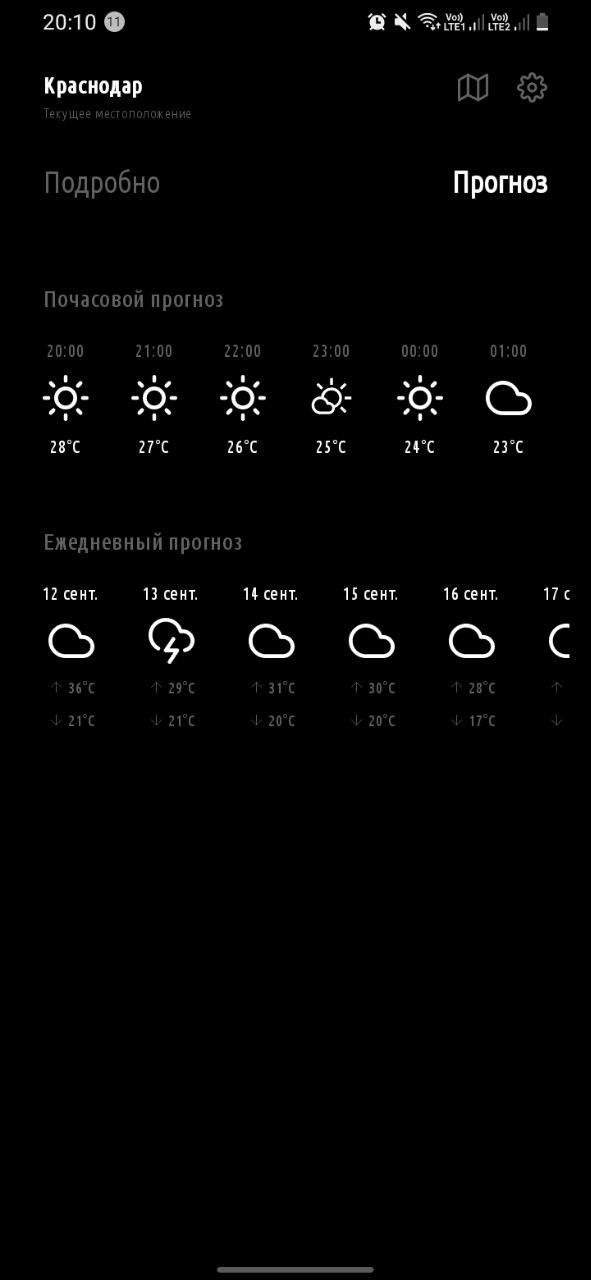 20:10 11 Vo)) LTE1 Vo)) LTE2
Краснодар
Текущее местоположение
Подробно Прогноз
Почасовой прогноз
20:00 21:00 22:00 23:00 00:00 01:00
28°C 27°C 26°C 25°C 24°C 23°C
Ежедневный прогноз
12 сент. 13 сент. 14 сент. 15 сент. 16 сент. 17 с
↑ 36°C ↑ 29°C ↑ 31°C ↑ 30°C ↑ 28°C ↑
↓ 21°C ↓ 21°C ↓ 20°C ↓ 20°C ↓ 17°C ↓